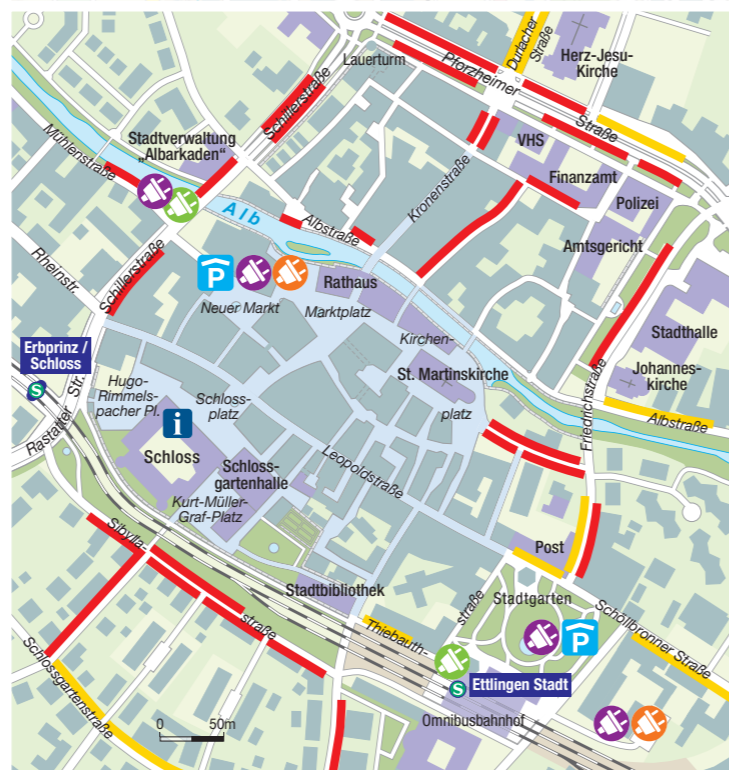 Lauerturm
Durlacher
Straße
Herz-Jesu-
Kirche
Pforzheimer
Straße
Schillerstraße
Stadtverwaltung
„Albarkaden"
Mühlenstraße
VHS
Finanzamt
Polizei
Kronenstraße
Alb
Albstraße
Amtsgericht
Rheinstr.
Schillerstraße
P
Rathaus
Neuer Markt
Marktplatz
Kirchen-
Stadthalle
Erbprinz /
Schloss
S
St. Martinskirche
Johannes-
kirche
Hugo-
Rimmels-
pacher Pl.
Schloss-
platz
platz
Friedrichstraße
Albstraße
Rastatter Str.
i
Schloss
Schloss-
gartenhalle
Leopoldstraße
Kurt-Müller-
Graf-Platz
Sibylla-
straße
Post
Stadtbibliothek
Stadtgarten
Thiebauth-
straße
P
Schöllbronner Straße
Schlossgartenstraße
S
Ettlingen Stadt
0 50m
Omnibusbahnhof